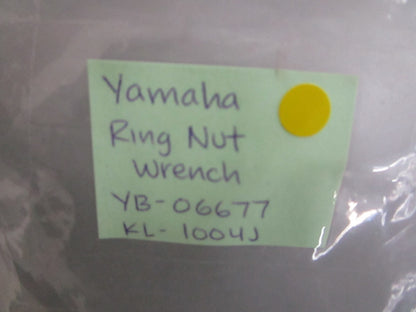 Yamaha
Ring Nut
Wrench
YB-06677
KL-1004J